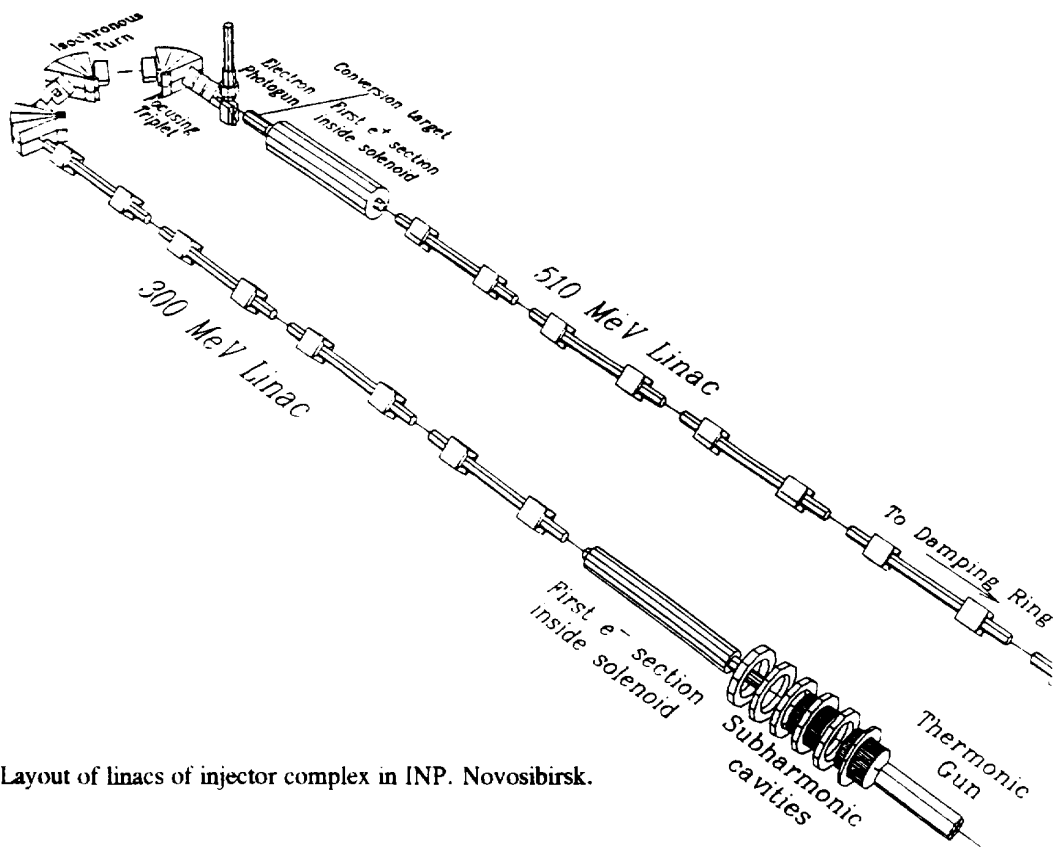 Isochronous
Turn
Focusing
Triplet
Electron
Photogun
Conversion target
First e⁺ section
inside solenoid
300 MeV Linac
510 MeV Linac
To Damping Ring
First e⁻ section
inside solenoid
Subharmonic
cavities
Thermonic
Gun
Layout of linacs of injector complex in INP. Novosibirsk.